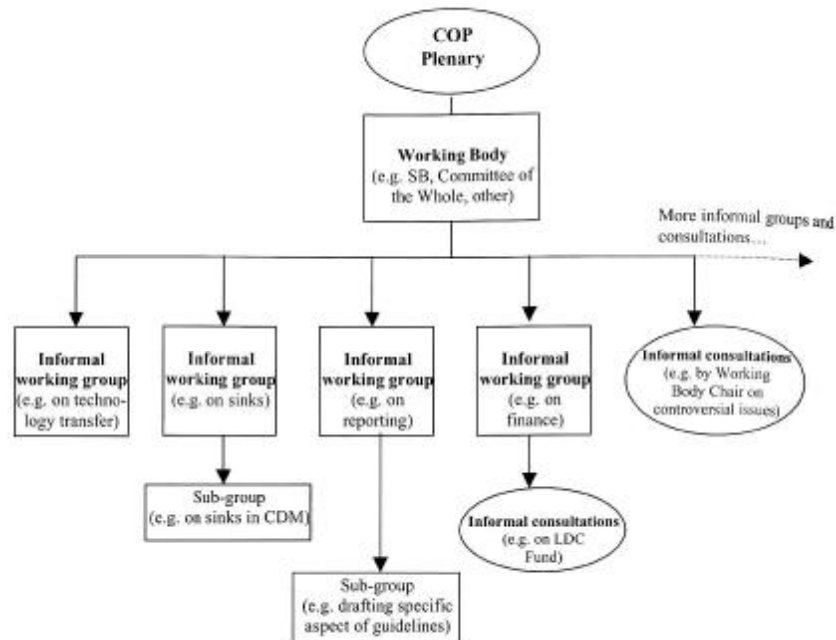 COP
Plenary
Working Body
(e.g. SB, Committee of
the Whole, other)
More informal groups and
consultations…
Informal
working group
(e.g. on techno-
logy transfer)
Informal
working group
(e.g. on sinks)
Informal
working group
(e.g. on
reporting)
Informal
working group
(e.g. on
finance)
Informal consultations
(e.g. by Working
Body Chair on
controversial issues)
Sub-group
(e.g. on sinks in CDM)
Informal consultations
(e.g. on LDC
Fund)
Sub-group
(e.g. drafting specific
aspect of guidelines)